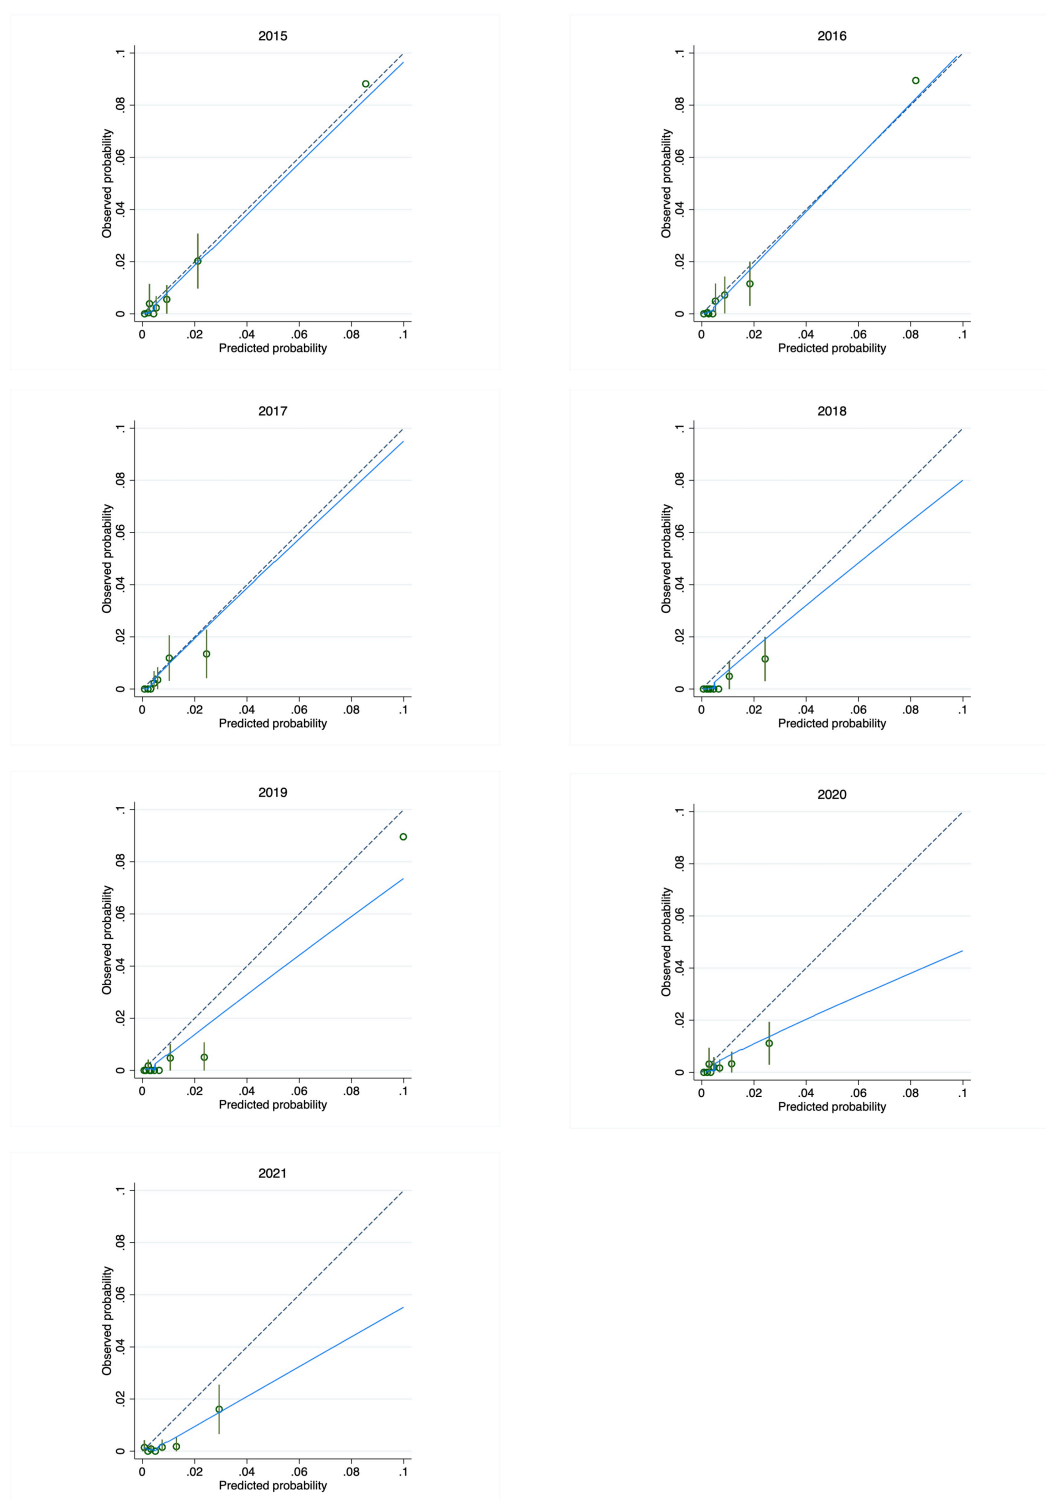 2015
Observed probability
.1
.08
.06
.04
.02
0
0 .02 .04 .06 .08 .1
Predicted probability
2016
Observed probability
.1
.08
.06
.04
.02
0
0 .02 .04 .06 .08 .1
Predicted probability
2017
Observed probability
.1
.08
.06
.04
.02
0
0 .02 .04 .06 .08 .1
Predicted probability
2018
Observed probability
.1
.08
.06
.04
.02
0
0 .02 .04 .06 .08 .1
Predicted probability
2019
Observed probability
.1
.08
.06
.04
.02
0
0 .02 .04 .06 .08 .1
Predicted probability
2020
Observed probability
.1
.08
.06
.04
.02
0
0 .02 .04 .06 .08 .1
Predicted probability
2021
Observed probability
.1
.08
.06
.04
.02
0
0 .02 .04 .06 .08 .1
Predicted probability